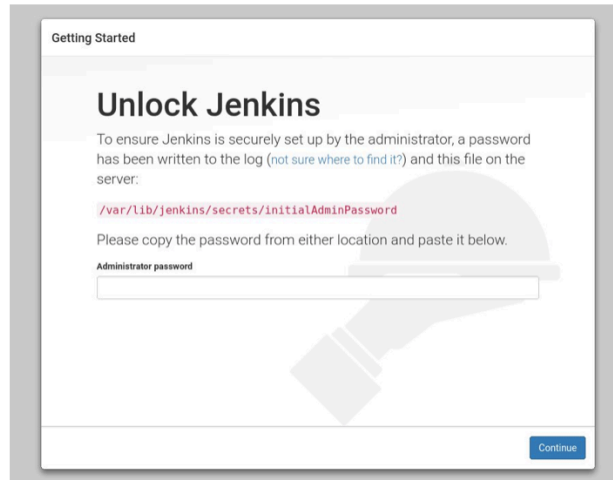 Getting Started
Unlock Jenkins
To ensure Jenkins is securely set up by the administrator, a password
has been written to the log (not sure where to find it?) and this file on the
server:
/var/lib/jenkins/secrets/initialAdminPassword
Please copy the password from either location and paste it below.
Administrator password
Continue